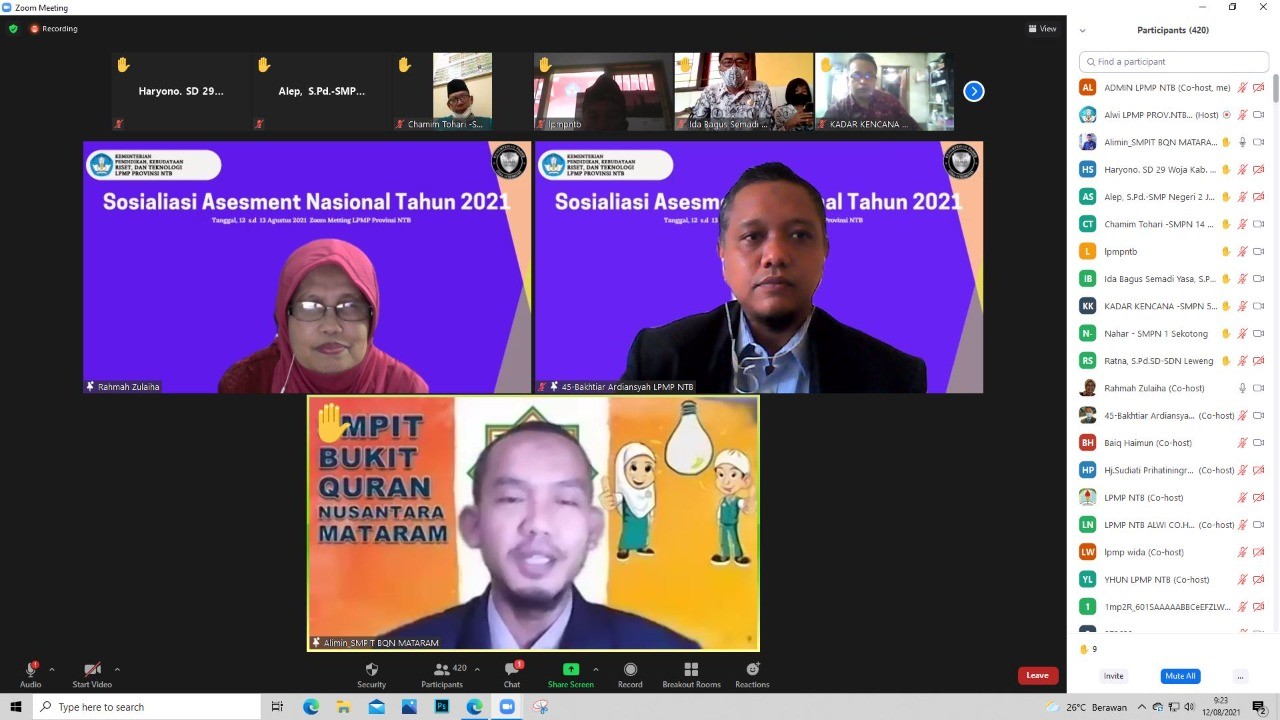 Zoom Meeting
Recording
View
Haryono. SD 29...
Alep, S.Pd.-SMP...
Chamim Tohari -S...
lpmpntb
Ida Bagus Semadi ...
KADAR KENCANA ...
KEMENTERIAN
PENDIDIKAN, KEBUDAYAAN
RISET, DAN TEKNOLOGI
LPMP PROVINSI NTB
Sosialiasi Asesment Nasional Tahun 2021
Tanggal, 12 s.d 13 Agustus 2021 Zoom Metting LPMP Provinsi NTB
Rahmah Zulaiha
KEMENTERIAN
PENDIDIKAN, KEBUDAYAAN
RISET, DAN TEKNOLOGI
LPMP PROVINSI NTB
Sosialiasi Asesm al Tahun 2021
Tanggal, 12 s.d 13 Provinsi NTB
45-Bakhtiar Ardiansyah LPMP NTB
MPIT
BUKIT
QURAN
NUSANTARA
MATARAM
Alimin_SMPIT BQN MATARAM
Participants (420)
Find a participant
AL ADMIN LPMP NTB (Co-host, me)
Alwi LPMP PROV.NTB... (Host)
Alimin_SMPIT BQN MATARA...
HS Haryono. SD 29 Woja Kab. ...
AS Alep, S.Pd.-SMP Negeri 2 J...
CT Chamim Tohari -SMPN 14 ...
L lpmpntb
IB Ida Bagus Semadi Yasa, S.P...
KK KADAR KENCANA -SMPN 5...
N- Nahar - SMPN 1 Sekotong
RS Ratna, S.Pd.SD-SDN Leweng
Rahmah Zulaiha (Co-host)
45-Bakhtiar Ardiansya... (Co-host)
BH Baiq Haimun (Co-host)
HP Hj.Sudiati Prihatiningr... (Co-host)
LPMP NTB (Co-host)
LN LPMP NTB ALWI CO.H... (Co-host)
LW lpmp wida (Co-host)
YL YHUN LPMP NTB (Co-host)
9
Invite
Mute All
...
Audio
Start Video
Security
420
Participants
1
Chat
Share Screen
Record
Breakout Rooms
Reactions
Leave
Type here to search
Ps
26°C Berawan
9:23
12/08/2021
2